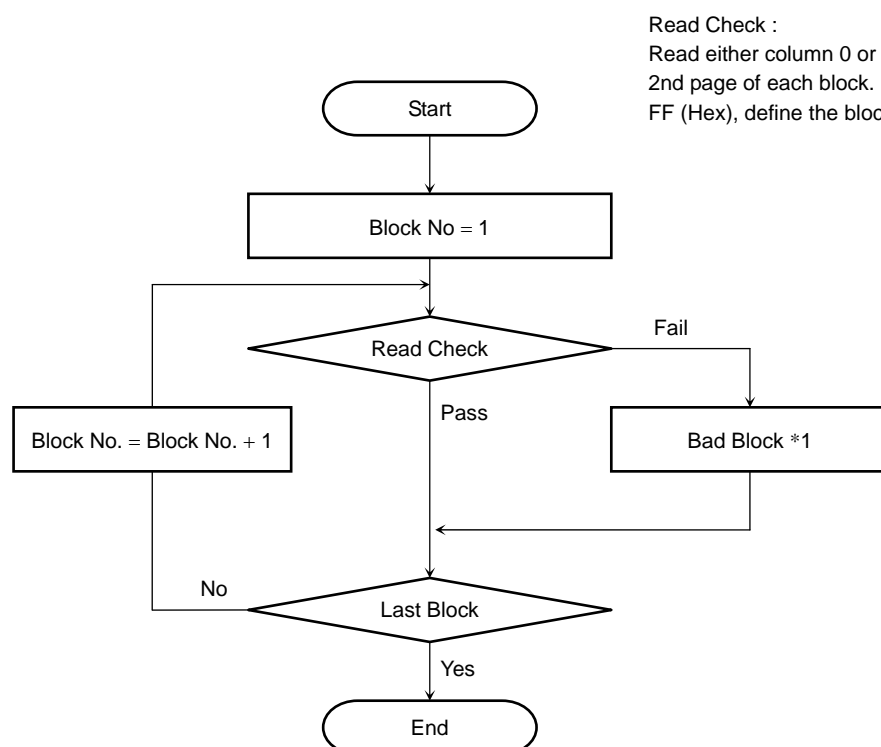 Read Check :
Read either column 0 or
2nd page of each block.
FF (Hex), define the
Start
Block No = 1
Read Check
Fail
Pass
Block No. = Block No. + 1
Bad Block *1
No
Last Block
Yes
End